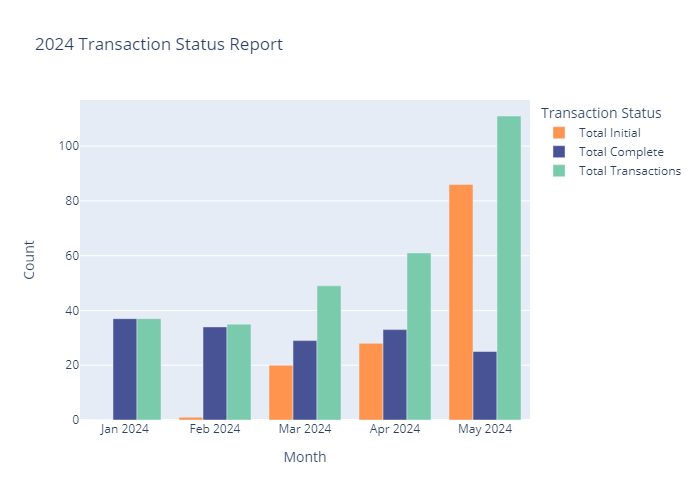 2024 Transaction Status Report
Transaction Status
Total Initial
Total Complete
Total Transactions
Count
100
80
60
40
20
0
Jan 2024
Feb 2024
Mar 2024
Apr 2024
May 2024
Month